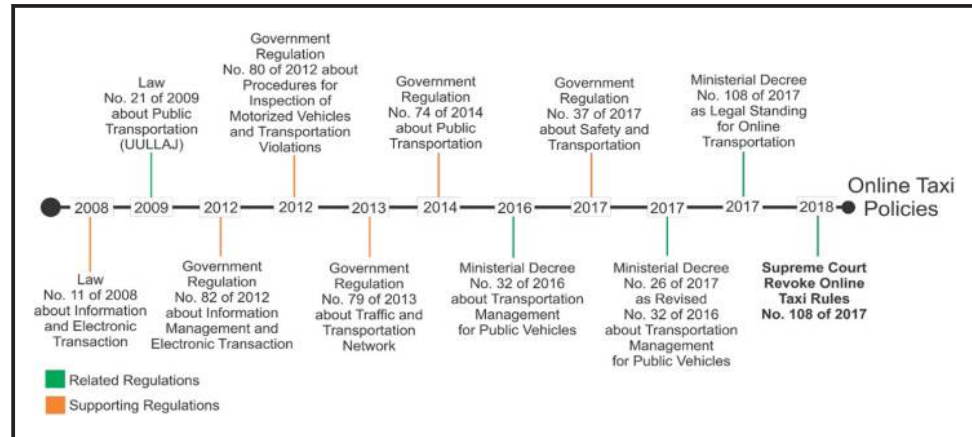 Law
No. 21 of 2009
about Public
Transportation
(UULLAJ)
Government
Regulation
No. 80 of 2012 about
Procedures for
Inspection of
Motorized Vehicles
and Transportation
Violations
Government
Regulation
No. 74 of 2014
about Public
Transportation
Government
Regulation
No. 37 of 2017
about Safety and
Transportation
Ministerial Decree
No. 108 of 2017
as Legal Standing
for Online
Transportation
2008
2009
2012
2012
2013
2014
2016
2017
2017
2017
2018
Online Taxi
Policies
Law
No. 11 of 2008
about Information
and Electronic
Transaction
Government
Regulation
No. 82 of 2012
about Information
Management and
Electronic Transaction
Government
Regulation
No. 79 of 2013
about Traffic and
Transportation
Network
Ministerial Decree
No. 32 of 2016
about Transportation
Management
for Public Vehicles
Ministerial Decree
No. 26 of 2017
as Revised
No. 32 of 2016
about Transportation
Management
for Public Vehicles
Supreme Court
Revoke Online
Taxi Rules
No. 108 of 2017
Related Regulations
Supporting Regulations